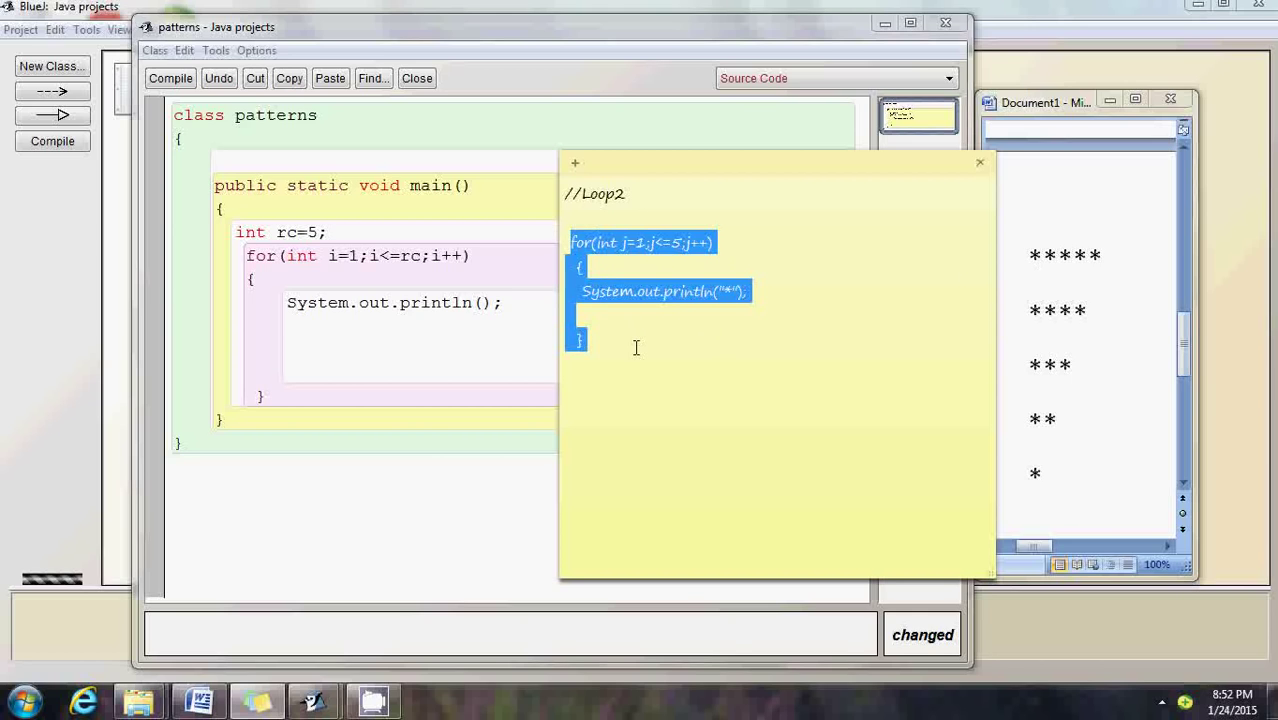 BlueJ: Java projects
Project Edit Tools View
New Class...
Compile
patterns - Java projects
Class Edit Tools Options
Compile Undo Cut Copy Paste Find... Close
Source Code
class patterns
{
public static void main()
{
int rc=5;
for(int i=1;i<=rc;i++)
{
System.out.println();
}
}
}
changed
+
//Loop2
for(int j=1;j<=5;j++)
{
System.out.println("*");
}
Document1 - Mi...
*****
****
***
**
*
100%
8:52 PM
1/24/2015